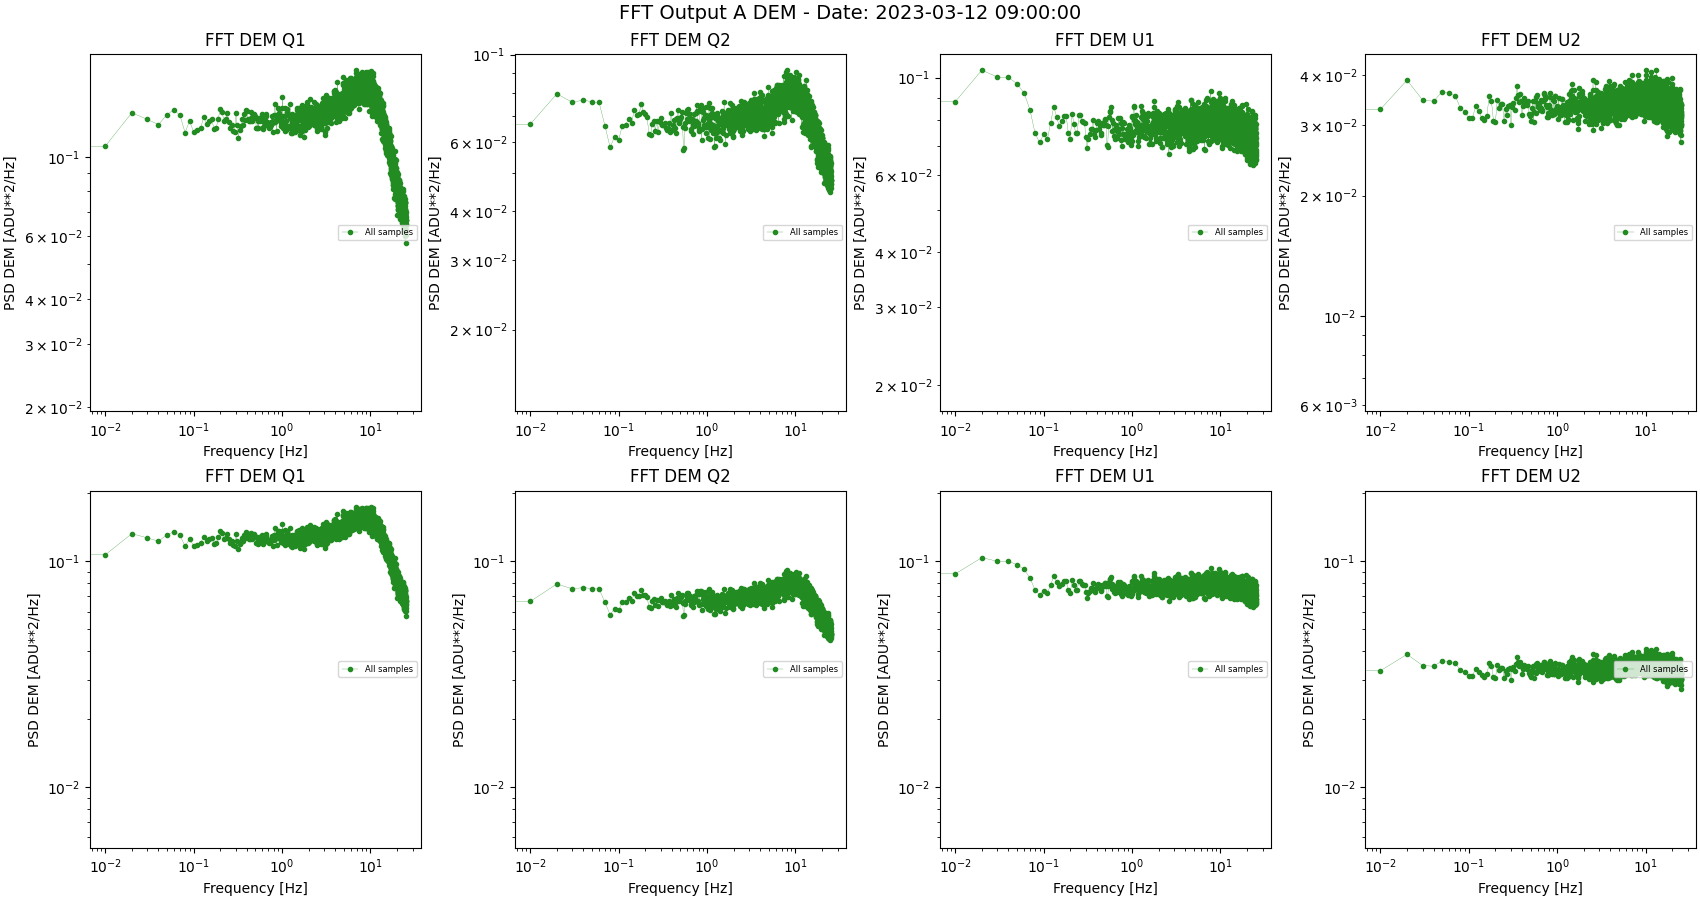 FFT Output A DEM - Date: 2023-03-12 09:00:00
FFT DEM Q1
PSD DEM [ADU**2/Hz]
10⁻¹
6 × 10⁻²
4 × 10⁻²
3 × 10⁻²
2 × 10⁻²
All samples
10⁻² 10⁻¹ 10⁰ 10¹
Frequency [Hz]
FFT DEM Q2
PSD DEM [ADU**2/Hz]
10⁻¹
6 × 10⁻²
4 × 10⁻²
3 × 10⁻²
2 × 10⁻²
All samples
10⁻² 10⁻¹ 10⁰ 10¹
Frequency [Hz]
FFT DEM U1
PSD DEM [ADU**2/Hz]
10⁻¹
6 × 10⁻²
4 × 10⁻²
3 × 10⁻²
2 × 10⁻²
All samples
10⁻² 10⁻¹ 10⁰ 10¹
Frequency [Hz]
FFT DEM U2
PSD DEM [ADU**2/Hz]
4 × 10⁻²
3 × 10⁻²
2 × 10⁻²
10⁻²
6 × 10⁻³
All samples
10⁻² 10⁻¹ 10⁰ 10¹
Frequency [Hz]
FFT DEM Q1
PSD DEM [ADU**2/Hz]
10⁻¹
10⁻²
All samples
10⁻² 10⁻¹ 10⁰ 10¹
Frequency [Hz]
FFT DEM Q2
PSD DEM [ADU**2/Hz]
10⁻¹
10⁻²
All samples
10⁻² 10⁻¹ 10⁰ 10¹
Frequency [Hz]
FFT DEM U1
PSD DEM [ADU**2/Hz]
10⁻¹
10⁻²
All samples
10⁻² 10⁻¹ 10⁰ 10¹
Frequency [Hz]
FFT DEM U2
PSD DEM [ADU**2/Hz]
10⁻¹
10⁻²
All samples
10⁻² 10⁻¹ 10⁰ 10¹
Frequency [Hz]